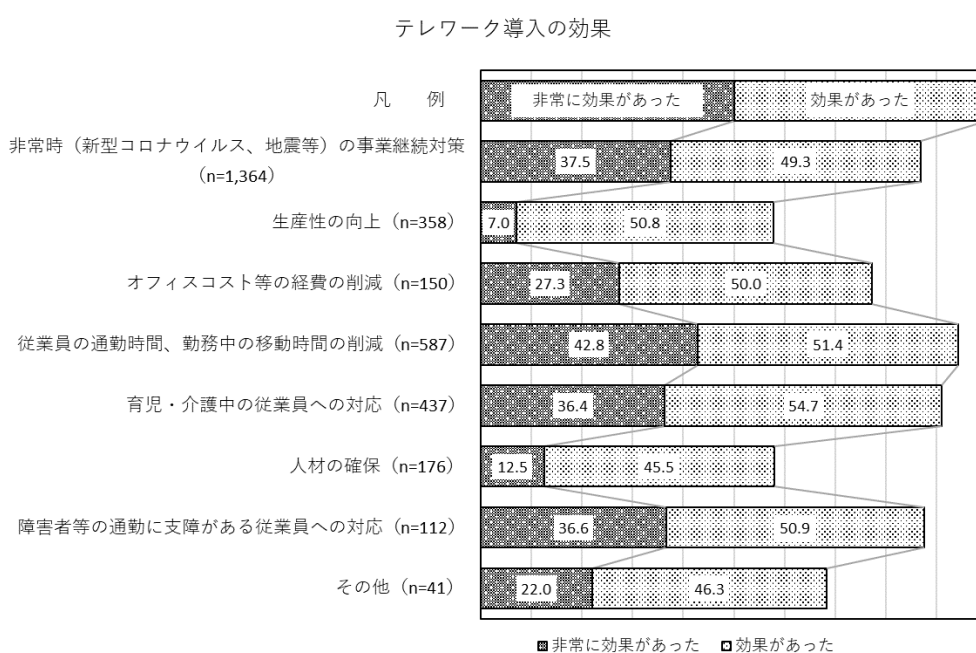 テレワーク導入の効果
凡　例
非常に効果があった
効果があった
非常時（新型コロナウイルス、地震等）の事業継続対策
（n=1,364）
37.5
49.3
生産性の向上（n=358）
7.0
50.8
オフィスコスト等の経費の削減（n=150）
27.3
50.0
従業員の通勤時間、勤務中の移動時間の削減（n=587）
42.8
51.4
育児・介護中の従業員への対応（n=437）
36.4
54.7
人材の確保（n=176）
12.5
45.5
障害者等の通勤に支障がある従業員への対応（n=112）
36.6
50.9
その他（n=41）
22.0
46.3
非常に効果があった　効果があった